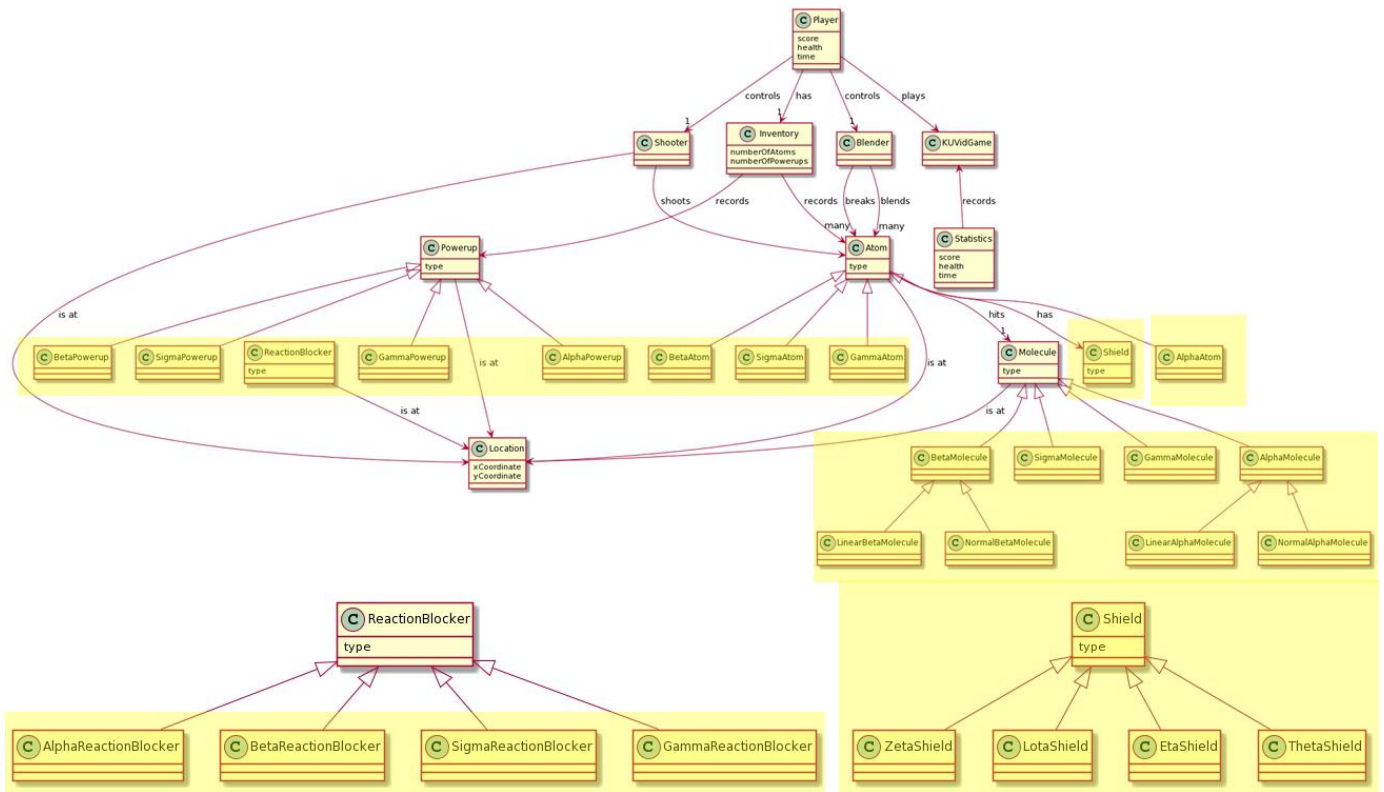 C Player
score
health
time
controls
has
controls
plays
1
1
1
C Shooter
C Inventory
numberOfAtoms
numberOfPowerups
C Blender
C KUVidGame
shoots
records
records
breaks
blends
records
many
many
C Powerup
type
C Atom
type
C Statistics
score
health
time
is at
hits
has
1
C BetaPowerup
C SigmaPowerup
C ReactionBlocker
type
C GammaPowerup
C AlphaPowerup
C BetaAtom
C SigmaAtom
C GammaAtom
C Molecule
type
C Shield
type
C AlphaAtom
is at
is at
is at
is at
C Location
xCoordinate
yCoordinate
C BetaMolecule
C SigmaMolecule
C GammaMolecule
C AlphaMolecule
C LinearBetaMolecule
C NormalBetaMolecule
C LinearAlphaMolecule
C NormalAlphaMolecule
C ReactionBlocker
type
C AlphaReactionBlocker
C BetaReactionBlocker
C SigmaReactionBlocker
C GammaReactionBlocker
C Shield
type
C ZetaShield
C LotaShield
C EtaShield
C ThetaShield